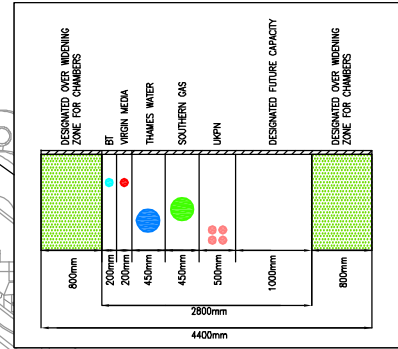 DESIGNATED OVER WIDENING
ZONE FOR CHAMBERS
BT
VIRGIN MEDIA
THAMES WATER
SOUTHERN GAS
UKPN
DESIGNATED FUTURE CAPACITY
DESIGNATED OVER WIDENING
ZONE FOR CHAMBERS
800mm
200mm
200mm
450mm
450mm
500mm
1000mm
800mm
2800mm
4400mm